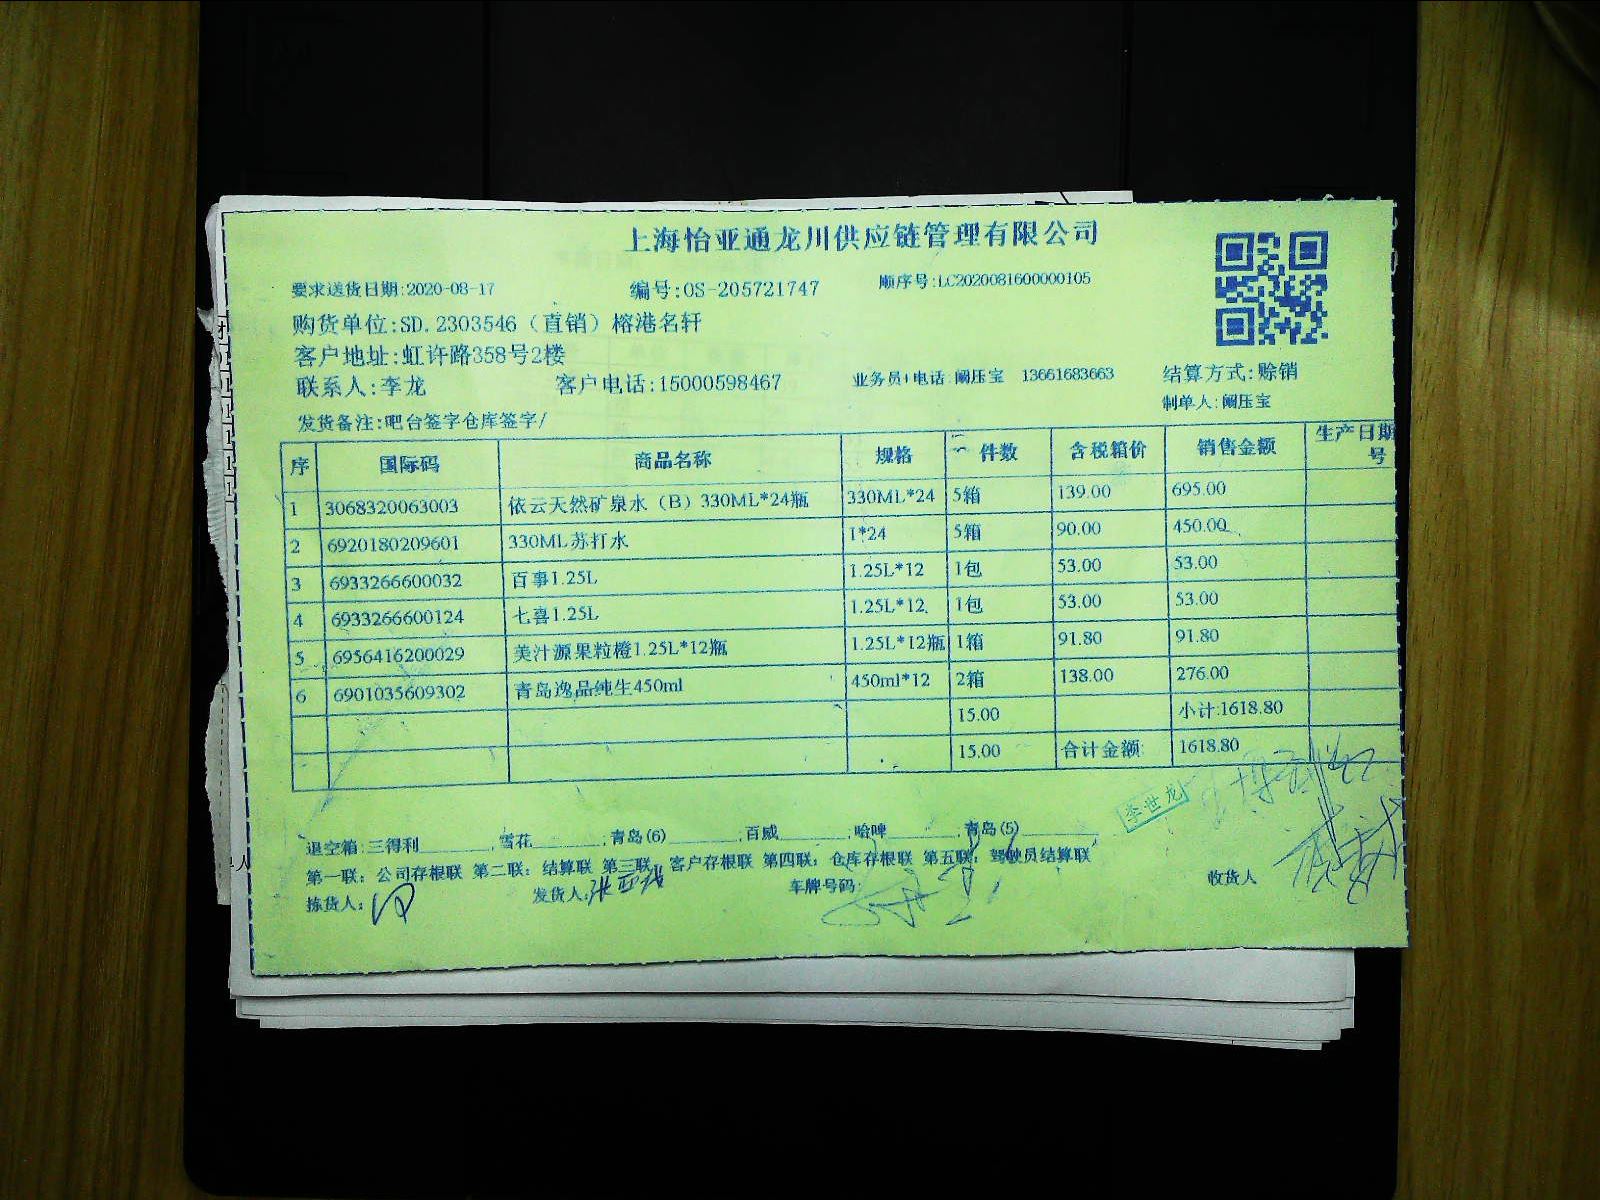 上海怡亚通龙川供应链管理有限公司
要求送货日期:2020-08-17 编号:OS-205721747 顺序号:LC2020081600000105
购货单位:SD.2303546（直销）榕港名轩
客户地址:虹许路358号2楼
联系人:李龙 客户电话:15000598467 业务员/电话: 阚压宝 13661683663 结算方式:赊销
制单人:阚压宝
发货备注:吧台签字仓库签字/
序 国际码 商品名称 规格 件数 含税箱价 销售金额 生产日期
号
1 3068320063003 依云天然矿泉水（B）330ML*24瓶 330ML*24 5箱 139.00 695.00
2 6920180209601 330ML苏打水 1*24 5箱 90.00 450.00
3 6933266600032 百事1.25L 1.25L*12 1包 53.00 53.00
4 6933266600124 七喜1.25L 1.25L*12 1包 53.00 53.00
5 6956416200029 美汁源果粒橙1.25L*12瓶 1.25L*12瓶 1箱 91.80 91.80
6 6901035609302 青岛逸品纯生450ml 450ml*12 2箱 138.00 276.00
15.00 小计:1618.80
15.00 合计金额: 1618.80
李世龙
退空箱:三得利 ;雪花 ;青岛(6) ;百威 ;哈啤 ;青岛(5)
第一联：公司存根联 第二联：结算联 第三联：客户存根联 第四联：仓库存根联 第五联：驾驶员结算联
拣货人: 发货人: 车牌号码: 收货人